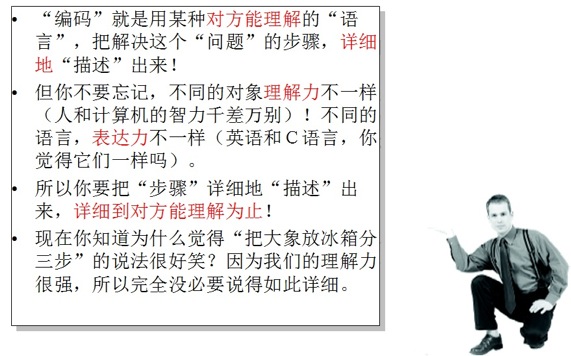 • “编码”就是用某种对方能理解的“语
言”，把解决这个“问题”的步骤，详细
地“描述”出来！
• 但你不要忘记，不同的对象理解力不一样
（人和计算机的智力千差万别）！不同的
语言，表达力不一样（英语和C语言，你
觉得它们一样吗）。
• 所以你要把“步骤”详细地“描述”出
来，详细到对方能理解为止！
• 现在你知道为什么觉得“把大象放冰箱分
三步”的说法很好笑？因为我们的理解力
很强，所以完全没必要说得如此详细。